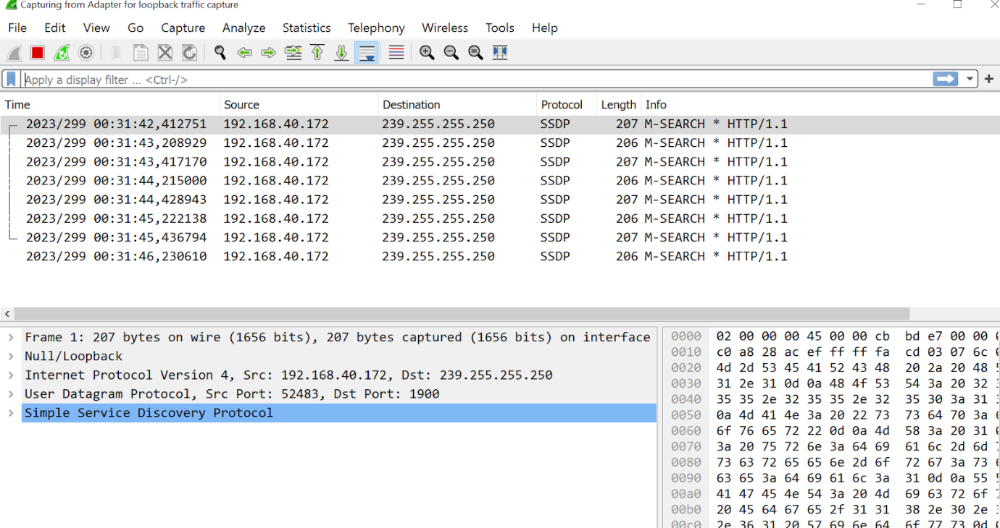 Capturing from Adapter for loopback traffic capture
File Edit View Go Capture Analyze Statistics Telephony Wireless Tools Help
Apply a display filter ... <Ctrl-/>
Time Source Destination Protocol Length Info
2023/299 00:31:42,412751 192.168.40.172 239.255.255.250 SSDP 207 M-SEARCH * HTTP/1.1
2023/299 00:31:43,208929 192.168.40.172 239.255.255.250 SSDP 206 M-SEARCH * HTTP/1.1
2023/299 00:31:43,417170 192.168.40.172 239.255.255.250 SSDP 207 M-SEARCH * HTTP/1.1
2023/299 00:31:44,215000 192.168.40.172 239.255.255.250 SSDP 206 M-SEARCH * HTTP/1.1
2023/299 00:31:44,428943 192.168.40.172 239.255.255.250 SSDP 207 M-SEARCH * HTTP/1.1
2023/299 00:31:45,222138 192.168.40.172 239.255.255.250 SSDP 206 M-SEARCH * HTTP/1.1
2023/299 00:31:45,436794 192.168.40.172 239.255.255.250 SSDP 207 M-SEARCH * HTTP/1.1
2023/299 00:31:46,230610 192.168.40.172 239.255.255.250 SSDP 206 M-SEARCH * HTTP/1.1
Frame 1: 207 bytes on wire (1656 bits), 207 bytes captured (1656 bits) on interface
Null/Loopback
Internet Protocol Version 4, Src: 192.168.40.172, Dst: 239.255.255.250
User Datagram Protocol, Src Port: 52483, Dst Port: 1900
Simple Service Discovery Protocol
0000 02 00 00 00 45 00 00 cb bd e7 00 00
0010 c0 a8 28 ac ef ff ff fa cd 03 07 6c
0020 4d 2d 53 45 41 52 43 48 20 2a 20 48
0030 31 2e 31 0d 0a 48 4f 53 54 3a 20 32
0040 35 35 2e 32 35 35 2e 32 35 30 3a 31
0050 0a 4d 41 4e 3a 20 22 73 73 64 70 3a
0060 6f 76 65 72 22 0d 0a 4d 58 3a 20 31
0070 3a 20 75 72 6e 3a 64 69 61 6c 2d 6d
0080 73 63 72 65 65 6e 2d 6f 72 67 3a 73
0090 63 65 3a 64 69 61 6c 3a 31 0d 0a 55
00a0 41 47 45 4e 54 3a 20 4d 69 63 72 6f
00b0 20 45 64 67 65 2f 31 31 38 2e 30 2e
00c0 2e 36 31 20 57 69 6e 64 6f 77 73 0d